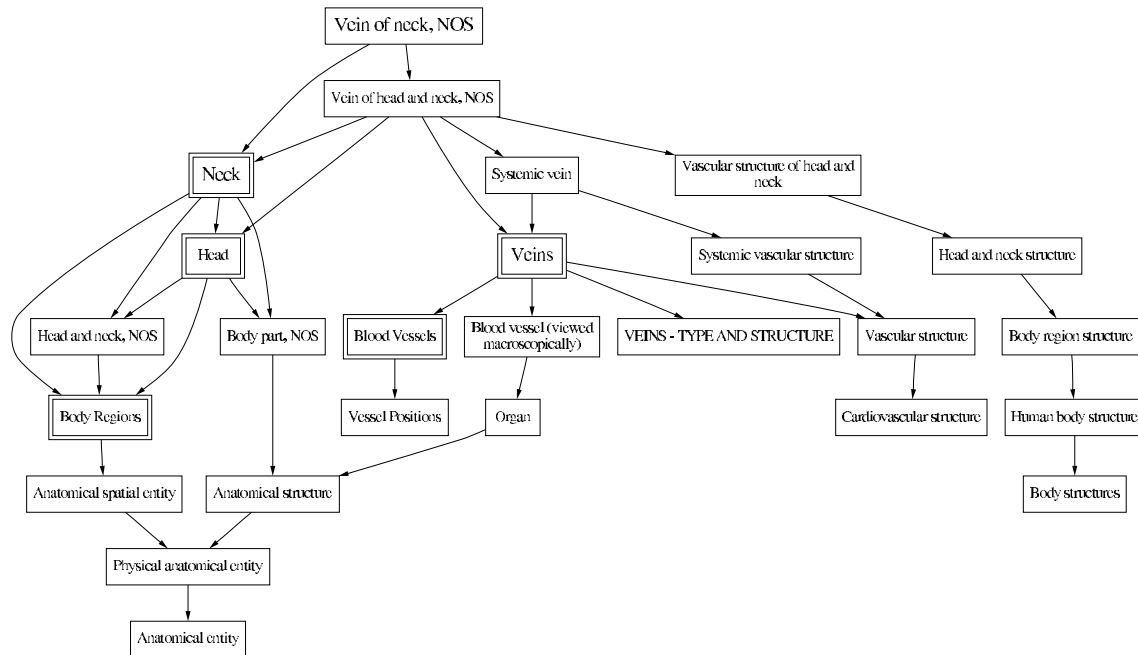 Vein of neck, NOS
Vein of head and neck, NOS
Neck
Systemic vein
Vascular structure of head and
neck
Head
Veins
Systemic vascular structure
Head and neck structure
Head and neck, NOS
Body part, NOS
Blood Vessels
Blood vessel (viewed
macroscopically)
VEINS - TYPE AND STRUCTURE
Vascular structure
Body region structure
Body Regions
Vessel Positions
Organ
Cardiovascular structure
Human body structure
Anatomical spatial entity
Anatomical structure
Body structures
Physical anatomical entity
Anatomical entity